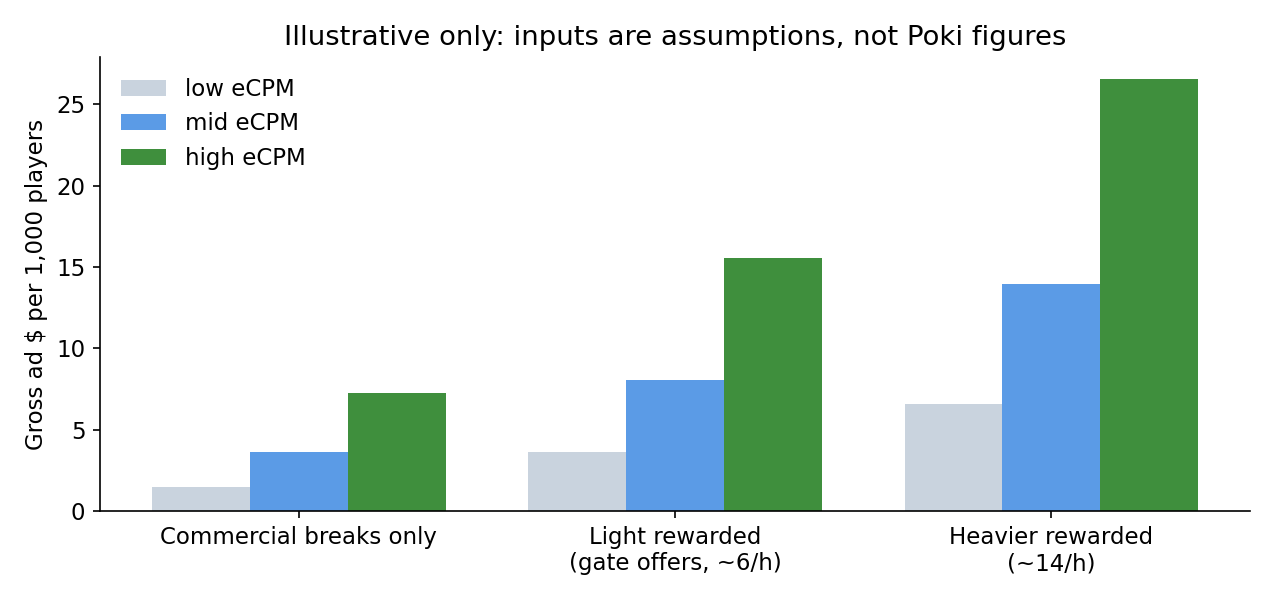 Illustrative only: inputs are assumptions, not Poki figures
low eCPM
mid eCPM
high eCPM
Gross ad $ per 1,000 players
25
20
15
10
5
0
Commercial breaks only
Light rewarded
(gate offers, ~6/h)
Heavier rewarded
(~14/h)